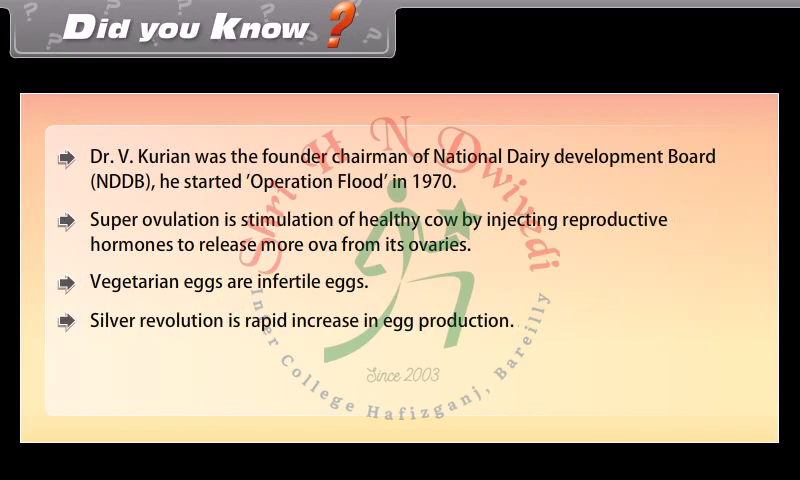 Did you Know ?
Dr. V. Kurian was the founder chairman of National Dairy development Board
(NDDB), he started ‘Operation Flood’ in 1970.
Super ovulation is stimulation of healthy cow by injecting reproductive
hormones to release more ova from its ovaries.
Vegetarian eggs are infertile eggs.
Silver revolution is rapid increase in egg production.
Shri H N Dwivedi
Since 2003
Inter College Hafizganj, Bareilly